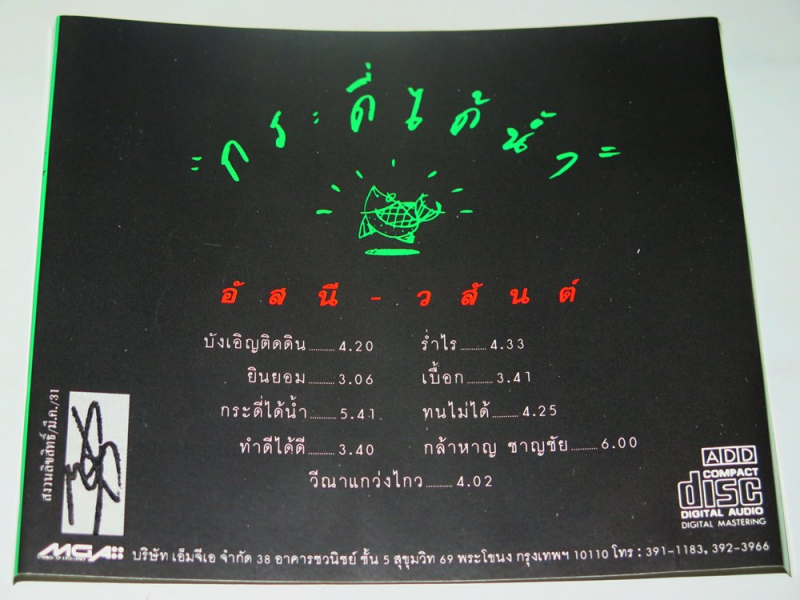 = กระดี่ได้น้ำ =
อัสนี - วสันต์
บังเอิญติดดิน.......... 4.20
ร่ำไร.......... 4.33
ยินยอม.......... 3.06
เบื้อก.......... 3.41
กระดี่ได้น้ำ.......... 5.41
ทนไม่ได้.......... 4.25
ทำดีได้ดี.......... 3.40
กล้าหาญ ชาญชัย.......... 6.00
วีณาแกว่งไกว.......... 4.02
สงวนลิขสิทธิ์/มี.ค./31
ADD
COMPACT
disc
DIGITAL AUDIO
DIGITAL MASTERING
MGA
บริษัท เอ็มจีเอ จำกัด 38 อาคารชวนิชย์ ชั้น 5 สุขุมวิท 69 พระโขนง กรุงเทพฯ 10110 โทร : 391-1183, 392-3966